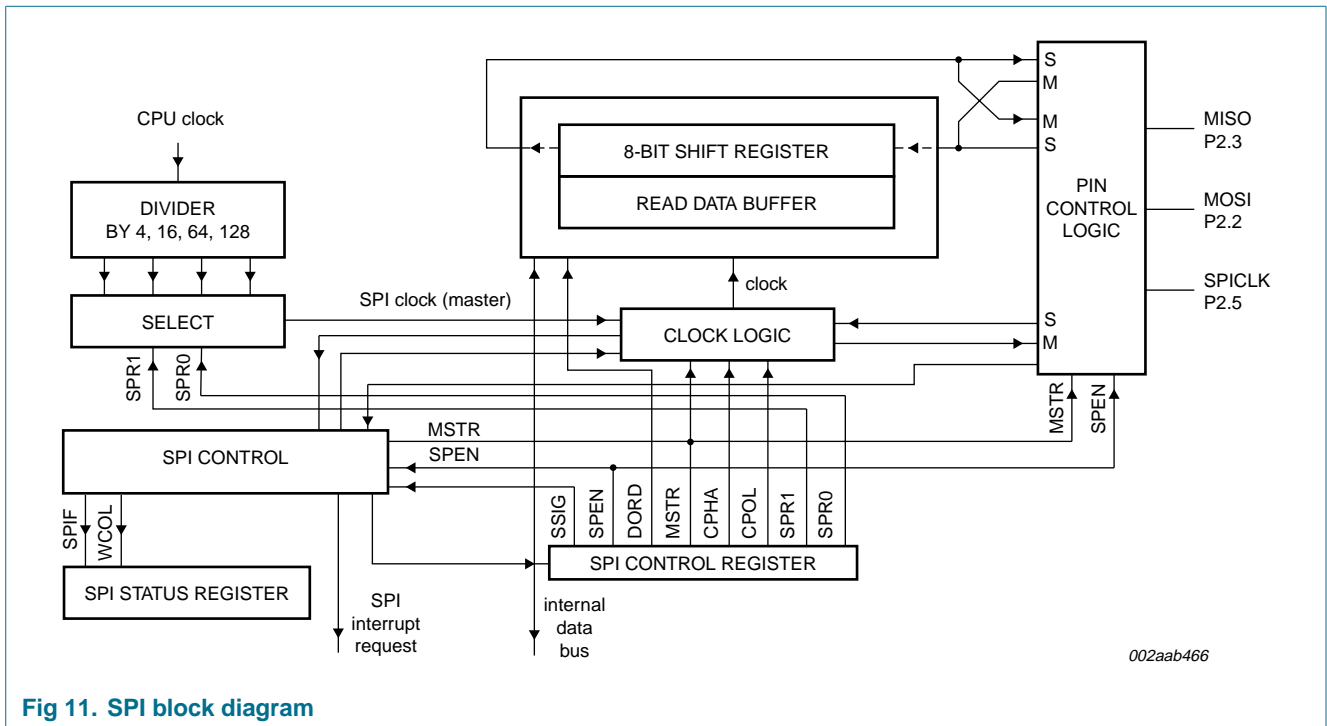 CPU clock
DIVIDER
BY 4, 16, 64, 128
SELECT
SPR1
SPR0
SPI clock (master)
8-BIT SHIFT REGISTER
READ DATA BUFFER
clock
CLOCK LOGIC
S
M
M
S
PIN
CONTROL
LOGIC
S
M
MISO
P2.3
MOSI
P2.2
SPICLK
P2.5
MSTR
SPEN
MSTR
SPEN
SPI CONTROL
SPIF
WCOL
SPI STATUS REGISTER
SSIG
SPEN
DORD
MSTR
CPHA
CPOL
SPR1
SPR0
SPI CONTROL REGISTER
SPI
interrupt
request
internal
data
bus
002aab466
Fig 11. SPI block diagram